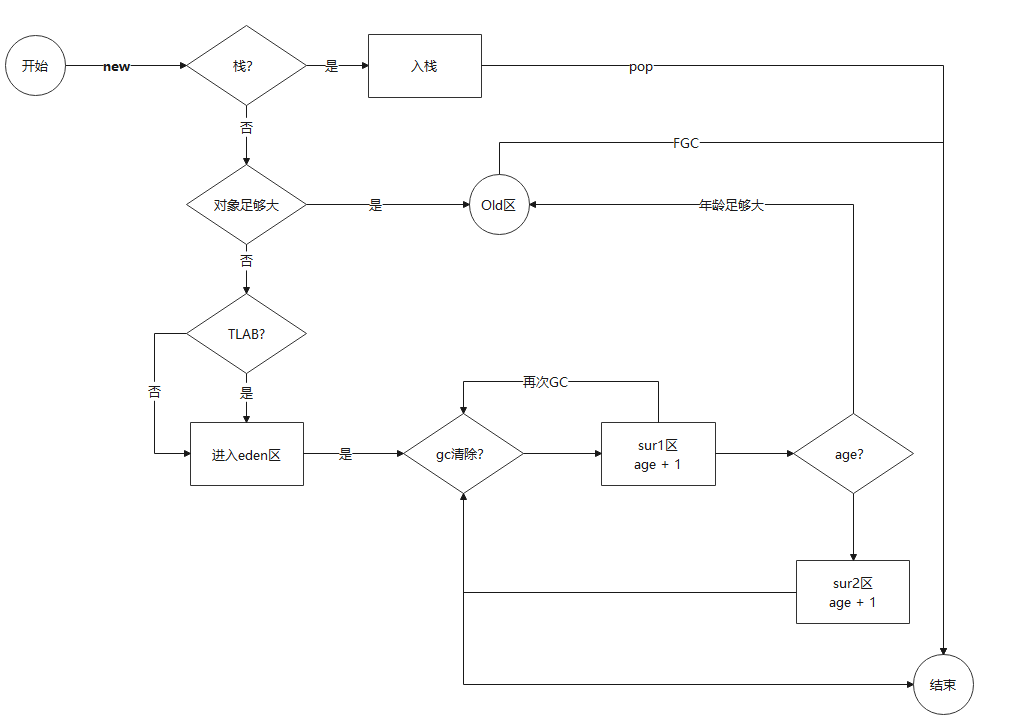 开始
new
栈?
是
入栈
pop
否
FGC
对象足够大
是
Old区
年龄足够大
否
TLAB?
否
是
再次GC
进入eden区
是
gc清除?
sur1区
age + 1
age?
sur2区
age + 1
结束